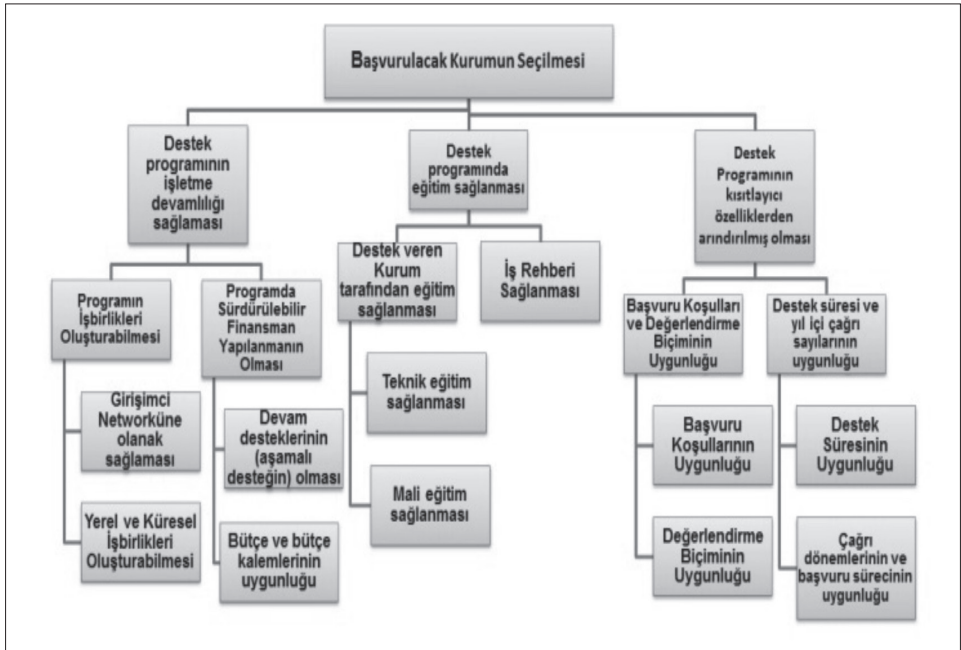 Başvurulacak Kurumun Seçilmesi
Destek
programının
işletme
devamlılığı
sağlaması
Destek
programında
eğitim sağlanması
Destek
Programının
kısıtlayıcı
özelliklerden
arındırılmış olması
Programın
İşbirlikleri
Oluşturabilmesi
Programda
Sürdürülebilir
Finansman
Yapılanmanın
Olması
Destek veren
Kurum
tarafından eğitim
sağlanması
İş Rehberi
Sağlanması
Başvuru Koşulları
ve Değerlendirme
Biçiminin
Uygunluğu
Destek süresi ve
yıl içi çağrı
sayılarının
uygunluğu
Girişimci
Networküne
olanak
sağlaması
Yerel ve Küresel
İşbirlikleri
Oluşturabilmesi
Devam
desteklerinin
(aşamalı
desteğin) olması
Bütçe ve bütçe
kalemlerinin
uygunluğu
Teknik eğitim
sağlanması
Mali eğitim
sağlanması
Başvuru
Koşullarının
Uygunluğu
Değerlendirme
Biçiminin
Uygunluğu
Destek
Süresinin
Uygunluğu
Çağrı
dönemlerinin ve
başvuru sürecinin
uygunluğu